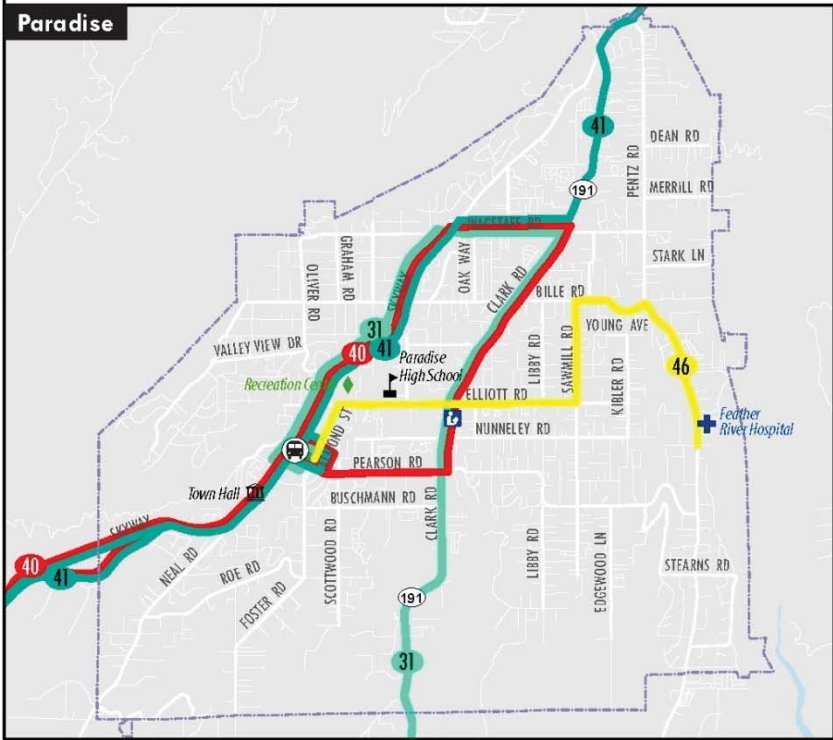 Paradise
41
DEAN RD
PENTZ RD
MERRILL RD
191
WAGSTAFF RD
STARK LN
OAK WAY
GRAHAM RD
OLIVER RD
SKYWAY
CLARK RD
BILLE RD
31
YOUNG AVE
VALLEY VIEW DR
40
41
Paradise
High School
LIBBY RD
SAWMILL RD
46
KIBLER RD
Recreation
ELLIOTT RD
NUNNELEY RD
Feather
River Hospital
PEARSON RD
Town Hall
BUSCHMANN RD
SKYWAY
CLARK RD
SCOTTWOOD RD
LIBBY RD
EDGEWOOD LN
STEARNS RD
40
41
NEAL RD
ROE RD
FOSTER RD
191
31